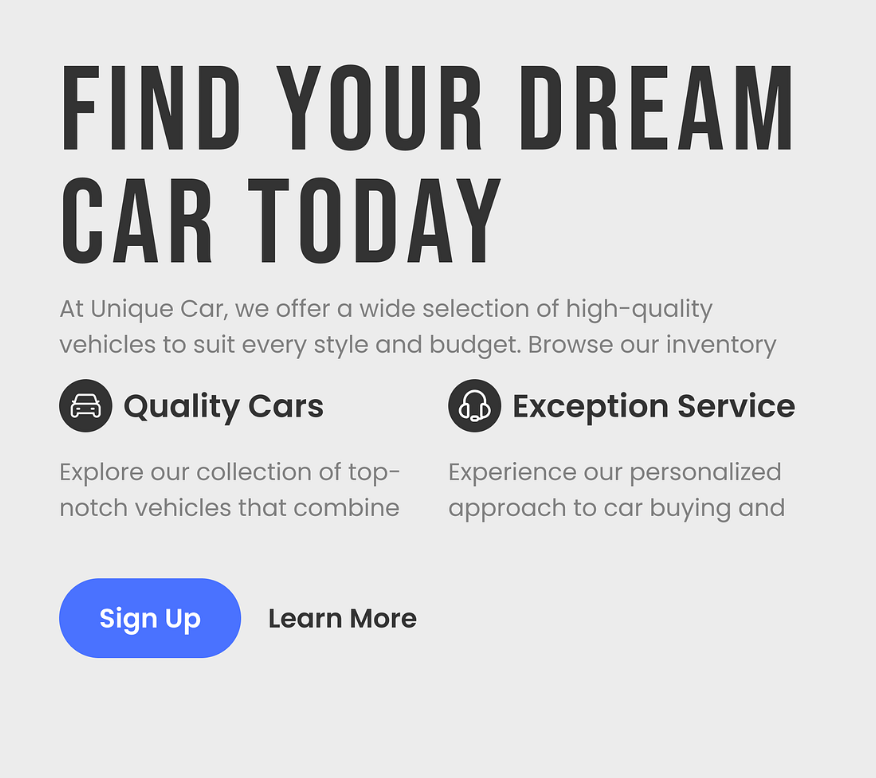 FIND YOUR DREAM
CAR TODAY
At Unique Car, we offer a wide selection of high-quality
vehicles to suit every style and budget. Browse our inventory
Quality Cars
Explore our collection of top-
notch vehicles that combine
Exception Service
Experience our personalized
approach to car buying and
Sign Up
Learn More